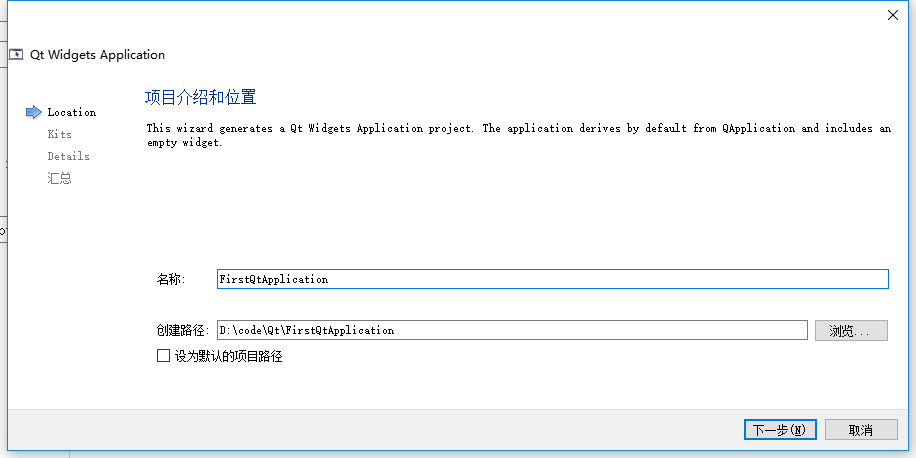 Qt Widgets Application
项目介绍和位置
Location
This wizard generates a Qt Widgets Application project. The application derives by default from QApplication and includes an
empty widget.
Kits
Details
汇总
名称:
FirstQtApplication
创建路径:
D:\code\Qt\FirstQtApplication
浏览...
设为默认的项目路径
下一步(N)
取消